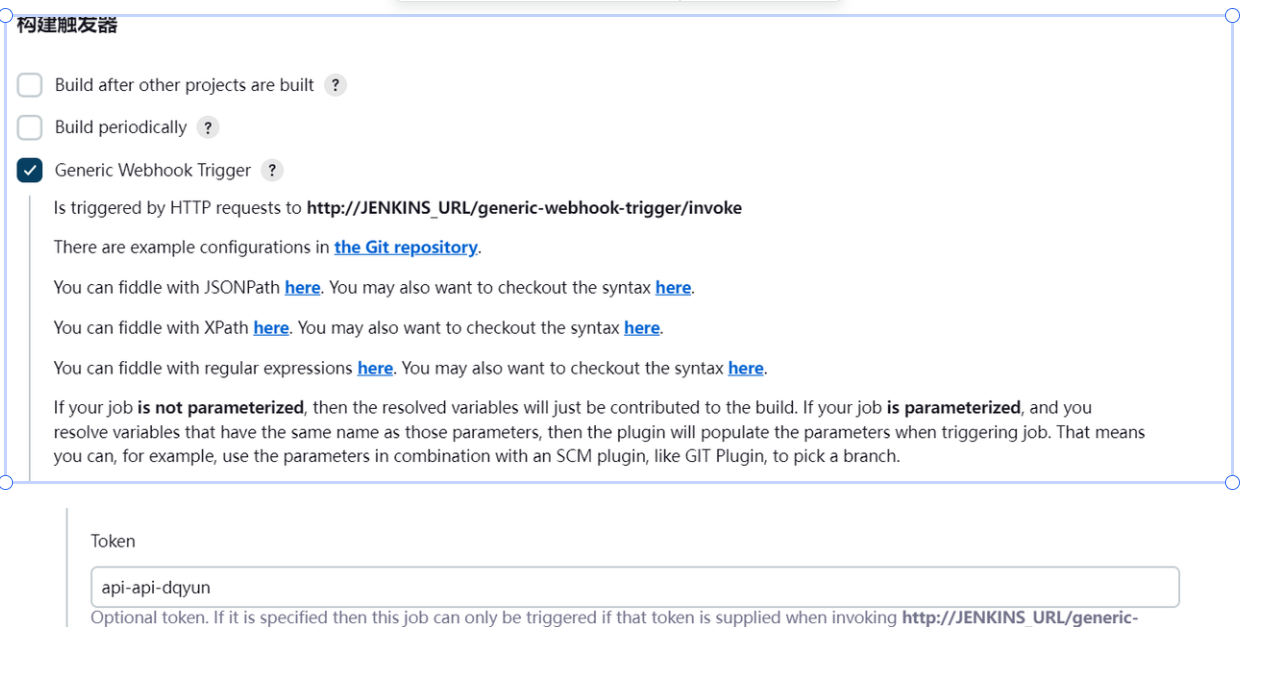 构建触发器
Build after other projects are built ?
Build periodically ?
Generic Webhook Trigger ?
Is triggered by HTTP requests to http://JENKINS_URL/generic-webhook-trigger/invoke
There are example configurations in the Git repository.
You can fiddle with JSONPath here. You may also want to checkout the syntax here.
You can fiddle with XPath here. You may also want to checkout the syntax here.
You can fiddle with regular expressions here. You may also want to checkout the syntax here.
If your job is not parameterized, then the resolved variables will just be contributed to the build. If your job is parameterized, and you
resolve variables that have the same name as those parameters, then the plugin will populate the parameters when triggering job. That means
you can, for example, use the parameters in combination with an SCM plugin, like GIT Plugin, to pick a branch.
Token
api-api-dqyun
Optional token. If it is specified then this job can only be triggered if that token is supplied when invoking http://JENKINS_URL/generic-